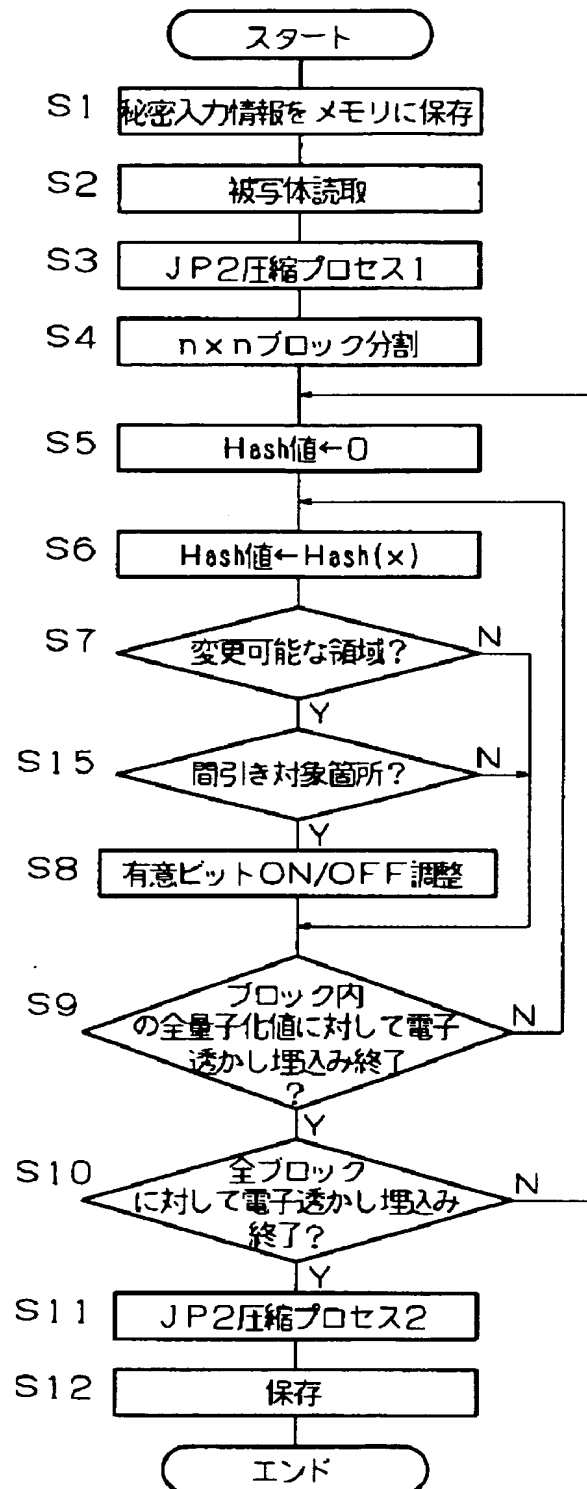 スタート
S1
秘密入力情報をメモリに保存
S2
被写体読取
S3
JP2圧縮プロセス1
S4
n×nブロック分割
S5
Hash値←0
S6
Hash値←Hash(x)
S7
変更可能な領域?
N
Y
S15
間引き対象箇所?
N
Y
S8
有意ビットON/OFF調整
S9
ブロック内
の全量子化値に対して電子
透かし埋込み終了
?
N
Y
S10
全ブロック
に対して電子透かし埋込み
終了?
N
Y
S11
JP2圧縮プロセス2
S12
保存
エンド